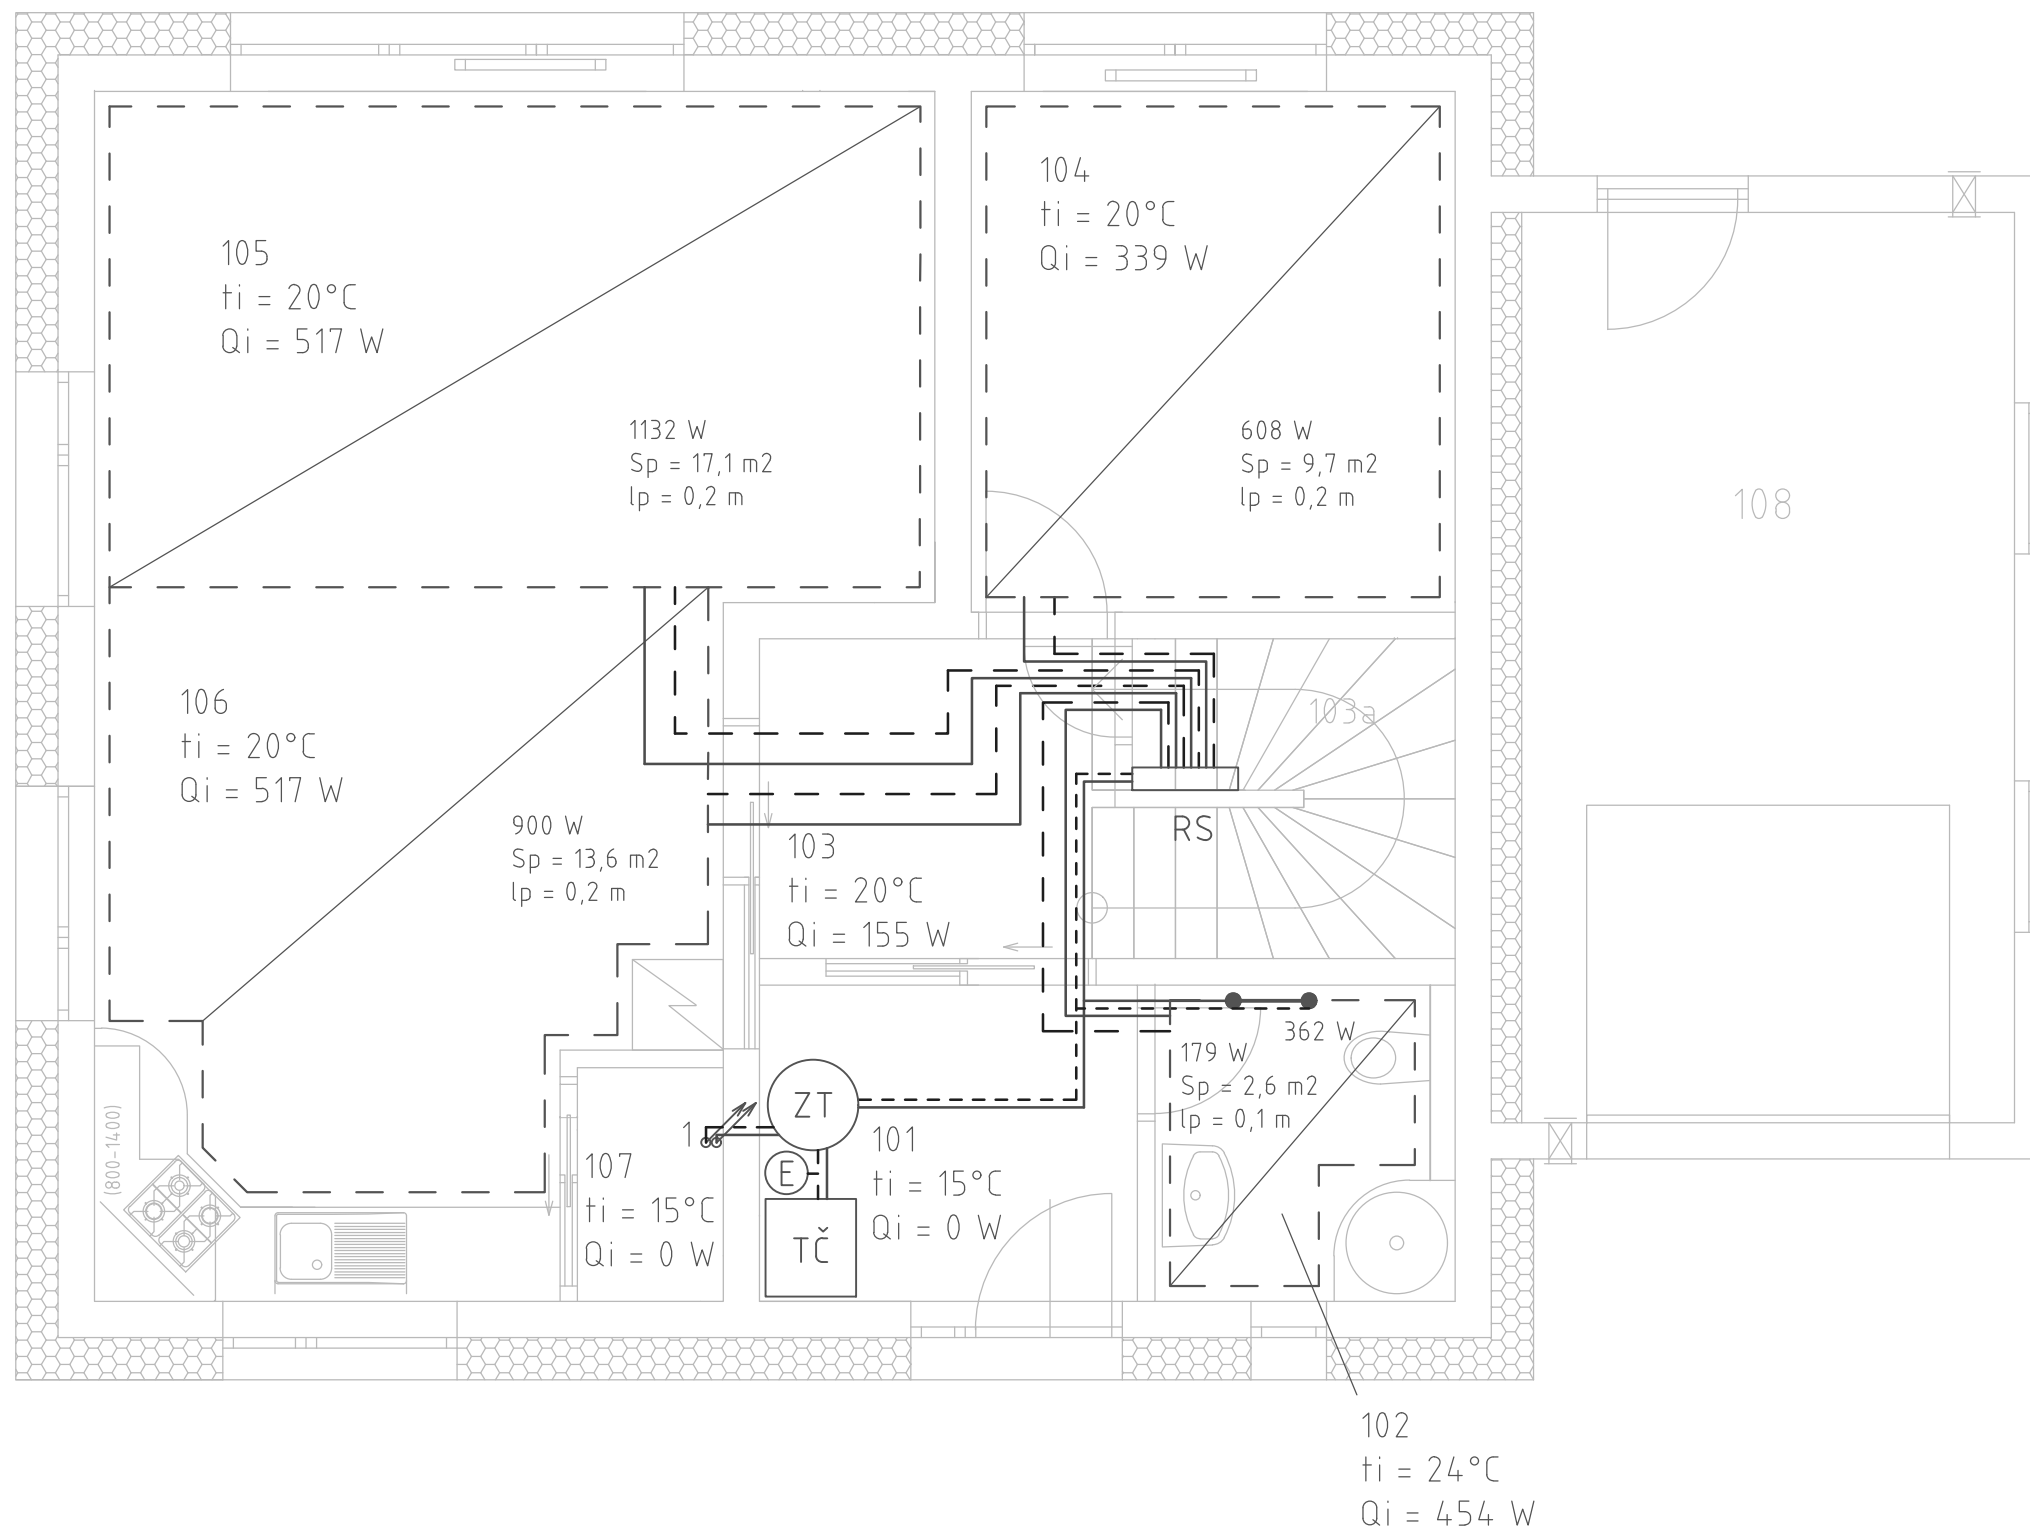 105
ti = 20°C
Qi = 517 W
1132 W
Sp = 17,1 m2
lp = 0,2 m
104
ti = 20°C
Qi = 339 W
608 W
Sp = 9,7 m2
lp = 0,2 m
108
106
ti = 20°C
Qi = 517 W
900 W
Sp = 13,6 m2
lp = 0,2 m
103a
RS
103
ti = 20°C
Qi = 155 W
362 W
179 W
Sp = 2,6 m2
lp = 0,1 m
(800-1400)
1
ZT
E
TČ
107
ti = 15°C
Qi = 0 W
101
ti = 15°C
Qi = 0 W
102
ti = 24°C
Qi = 454 W